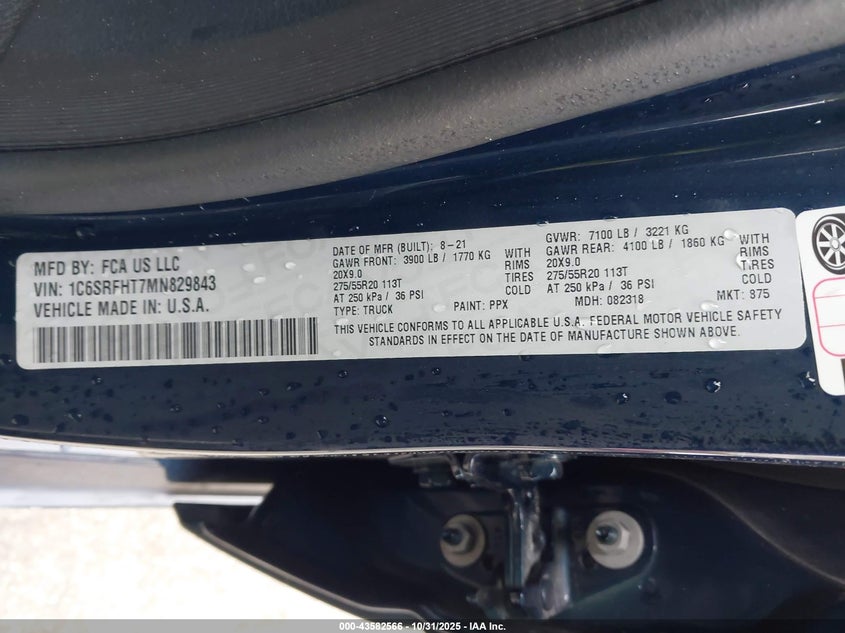 MFD BY: FCA US LLC
VIN: 1C6SRFHT7MN829843
VEHICLE MADE IN U.S.A.
DATE OF MFR (BUILT): 8-21
GAWR FRONT: 3900 LB / 1770 KG WITH
20X9.0 RIMS
275/55R20 113T TIRES
AT 250 kPa / 36 PSI COLD
TYPE: TRUCK PAINT: PPX
GVWR: 7100 LB / 3221 KG
GAWR REAR: 4100 LB / 1860 KG WITH
20X9.0 RIMS
275/55R20 113T TIRES
AT 250 kPa / 36 PSI COLD
MDH: 082318 MKT: 875
THIS VEHICLE CONFORMS TO ALL APPLICABLE U.S.A. FEDERAL MOTOR VEHICLE SAFETY
STANDARDS IN EFFECT ON THE DATE OF MANUFACTURE SHOWN ABOVE.
000-43582566 - 10/31/2025 - IAA Inc.